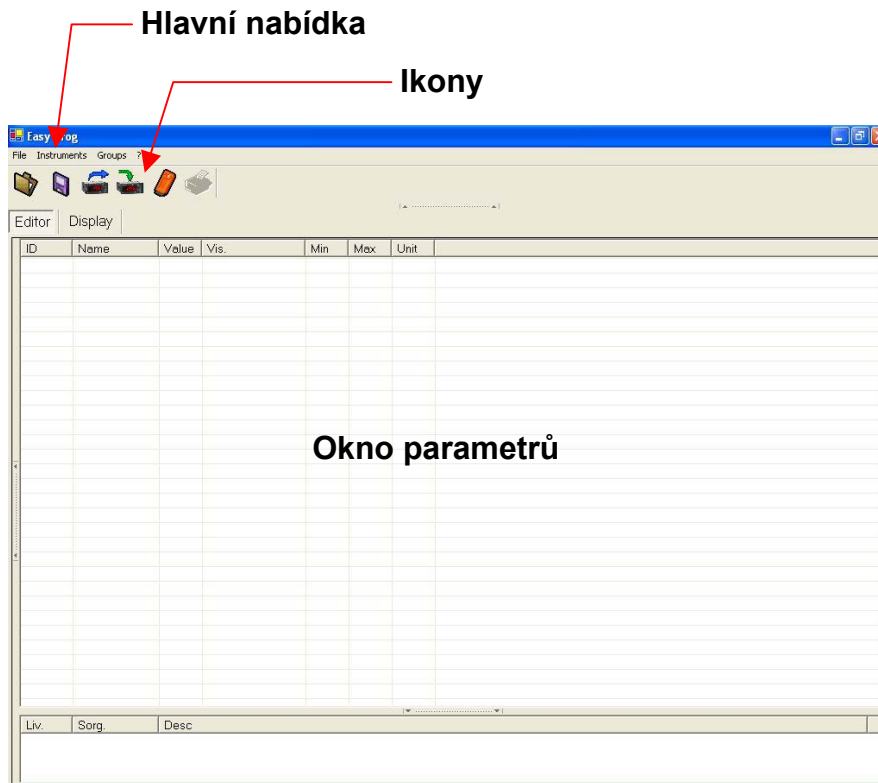 Hlavní nabídka
Ikony
File Instruments Groups ?
Editor Display
ID Name Value Vis. Min Max Unit
Okno parametrů
Liv. Sorg. Desc